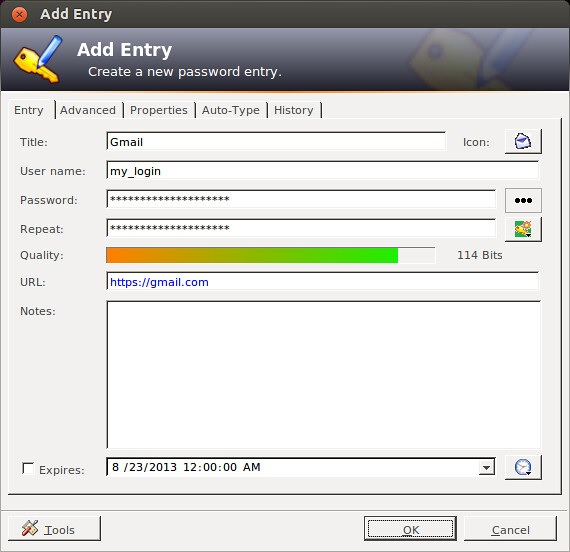 Add Entry
Add Entry
Create a new password entry.
Entry Advanced Properties Auto-Type History
Title: Gmail Icon:
User name: my_login
Password: ******************** •••
Repeat: ********************
Quality: 114 Bits
URL: https://gmail.com
Notes:
Expires: 8 /23/2013 12:00:00 AM
Tools OK Cancel